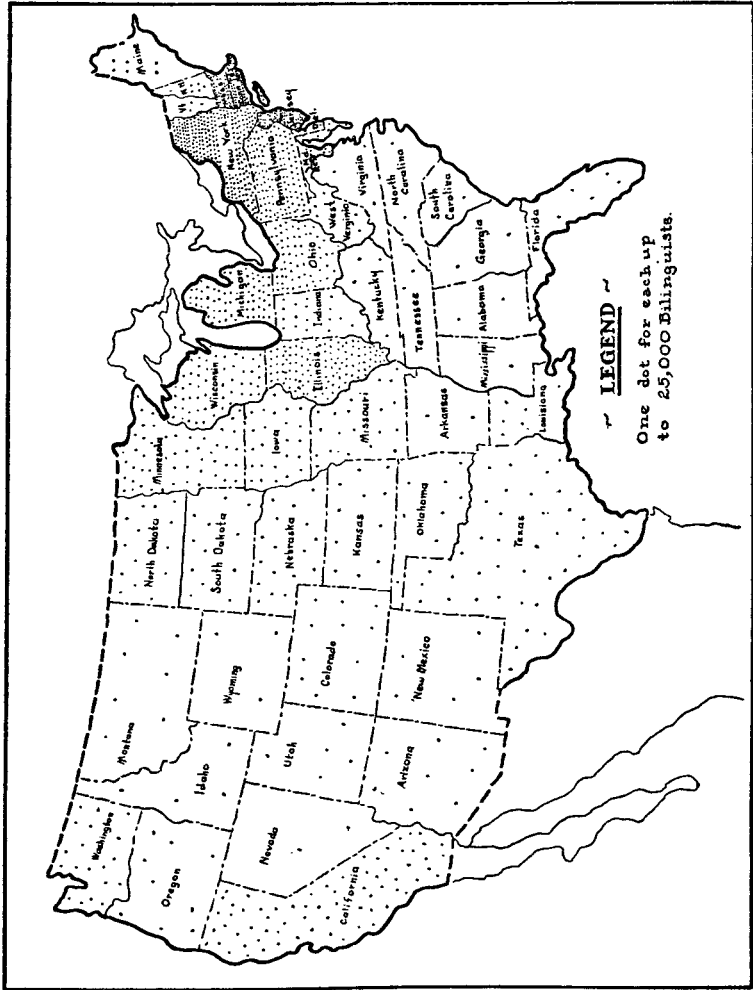 Maine
New York
Pennsylvania
Washington
Montana
North Dakota
Minnesota
Wisconsin
Michigan
Oregon
Idaho
Wyoming
South Dakota
Iowa
Illinois
Indiana
Ohio
West
Virginia
Virginia
Nevada
Utah
Colorado
Nebraska
Kansas
Missouri
Kentucky
Tennessee
North
Carolina
South
Carolina
California
Arizona
New Mexico
Oklahoma
Arkansas
Mississippi
Alabama
Georgia
Texas
Louisiana
Florida
~ LEGEND ~
One dot for each up
to 25,000 Bilinguists.